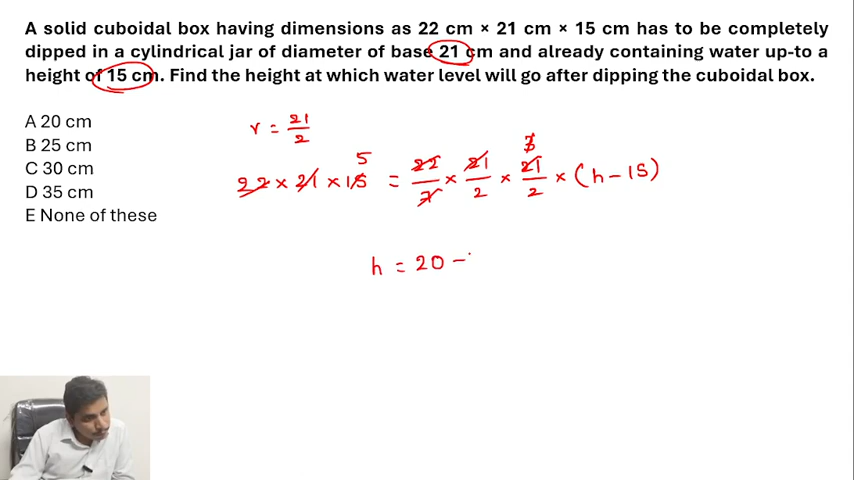 A solid cuboidal box having dimensions as 22 cm × 21 cm × 15 cm has to be completely
dipped in a cylindrical jar of diameter of base 21 cm and already containing water up-to a
height of 15 cm. Find the height at which water level will go after dipping the cuboidal box.
A 20 cm
B 25 cm
C 30 cm
D 35 cm
E None of these
r = 21/2
22 × 21 × 15 5 = 22/7 × 21/2 × 21/2 3 × (h - 15)
h = 20 -